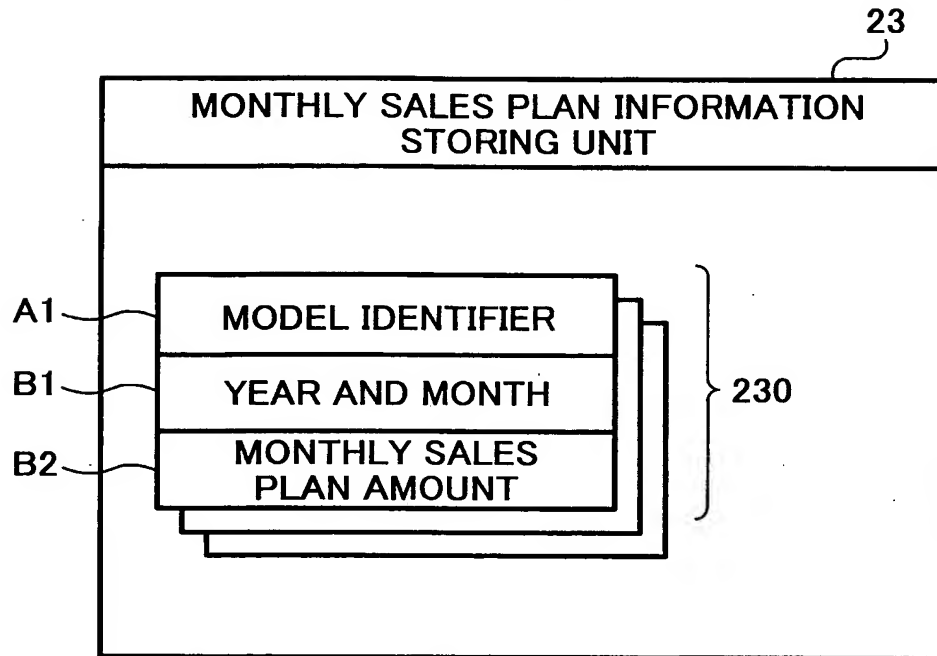 23
MONTHLY SALES PLAN INFORMATION
STORING UNIT
A1
MODEL IDENTIFIER
B1
YEAR AND MONTH
230
B2
MONTHLY SALES
PLAN AMOUNT